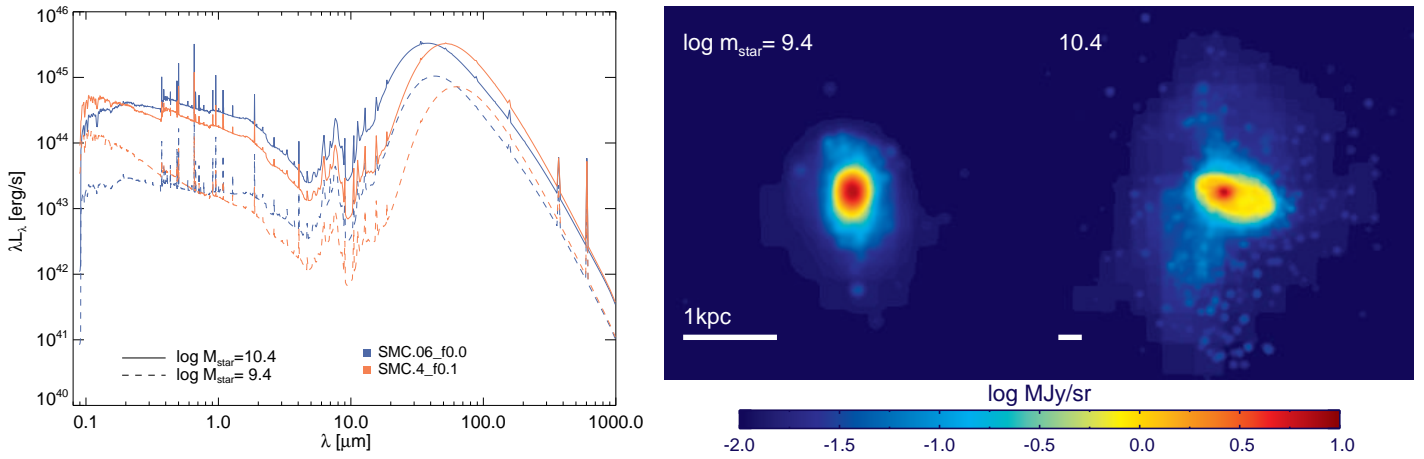 10^46
10^45
10^44
10^43
10^42
10^41
10^40
λL_λ [erg/s]
log M_star=10.4
log M_star= 9.4
SMC.06_f0.0
SMC.4_f0.1
0.1 1.0 10.0 100.0 1000.0
λ [μm]
log m_star= 9.4
10.4
1kpc
log MJy/sr
-2.0 -1.5 -1.0 -0.5 0.0 0.5 1.0